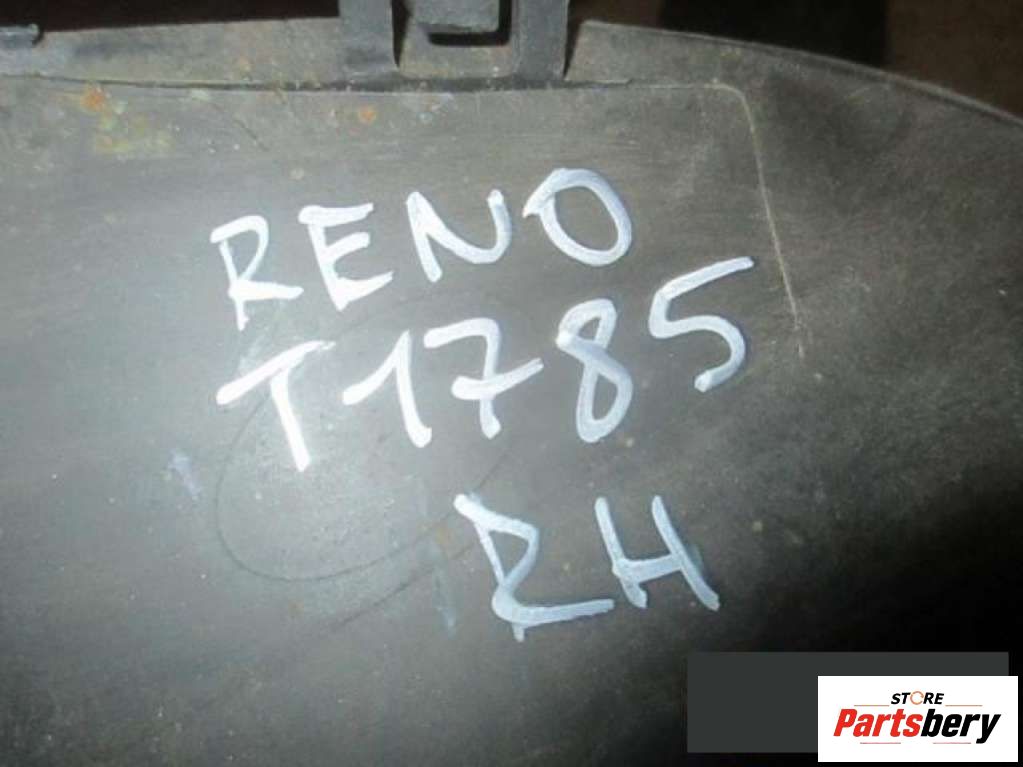 RENO
T1785
RH
STORE
Partsbery